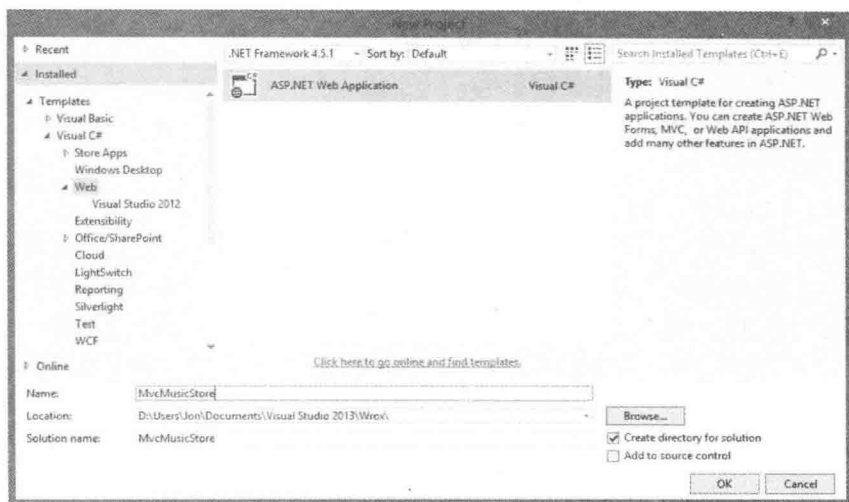 New Project
Recent
Installed
Templates
Visual Basic
Visual C#
Store Apps
Windows Desktop
Web
Visual Studio 2012
Extensibility
Office/SharePoint
Cloud
LightSwitch
Reporting
Silverlight
Test
WCF
Online
.NET Framework 4.5.1 Sort by: Default
C#
ASP.NET Web Application Visual C#
Click here to go online and find templates.
Search Installed Templates (Ctrl+E)
Type: Visual C#
A project template for creating ASP.NET
applications. You can create ASP.NET Web
Forms, MVC, or Web API applications and
add many other features in ASP.NET.
Name: MvcMusicStore
Location: D:\Users\Jon\Documents\Visual Studio 2013\Wrox\
Solution name: MvcMusicStore
Browse...
Create directory for solution
Add to source control
OK Cancel